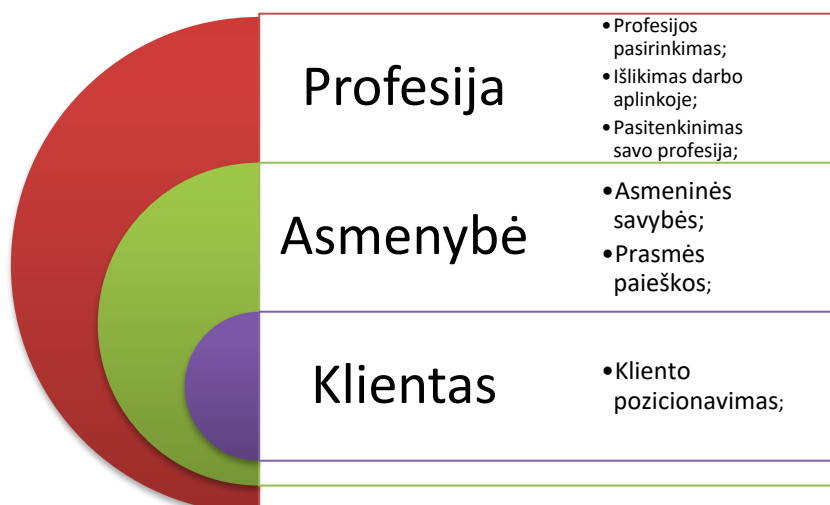 Profesija
•Profesijos
pasirinkimas;
•Išlikimas darbo
aplinkoje;
•Pasitenkinimas
savo profesija;
Asmenybė
•Asmeninės
savybės;
•Prasmės
paieškos;
Klientas
•Kliento
pozicionavimas;